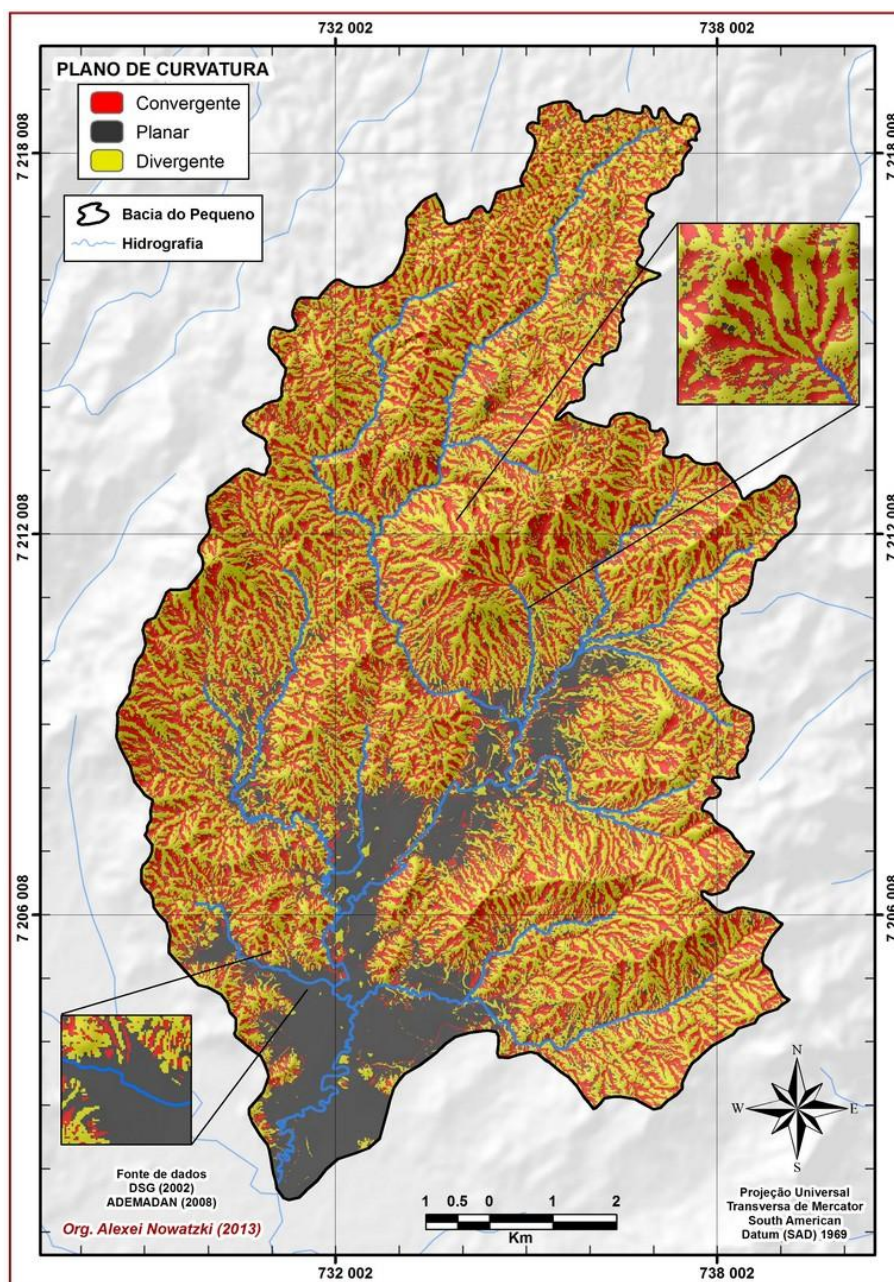 732 002
738 002
PLANO DE CURVATURA
Convergente
Planar
Divergente
Bacia do Pequeno
Hidrografia
7 218 008
7 218 008
7 212 008
7 212 008
7 206 008
7 206 008
N
W
E
S
Fonte de dados
DSG (2002)
ADEMADAN (2008)
Org. Alexei Nowatzki (2013)
1 0.5 0 1 2
Km
Projeção Universal
Transversa de Mercator
South American
Datum (SAD) 1969
732 002
738 002